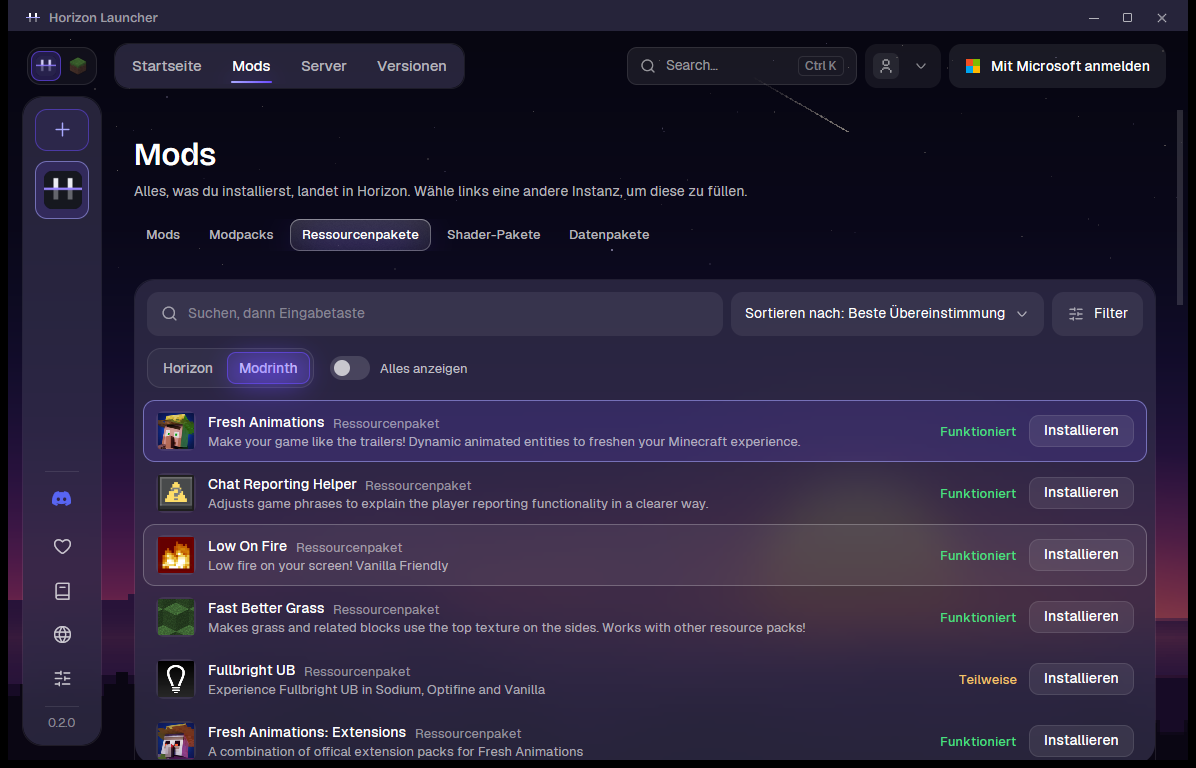 Horizon Launcher
Startseite
Mods
Server
Versionen
Search...
Ctrl K
Mit Microsoft anmelden
Mods
Alles, was du installierst, landet in Horizon. Wähle links eine andere Instanz, um diese zu füllen.
Mods
Modpacks
Ressourcenpakete
Shader-Pakete
Datenpakete
Suchen, dann Eingabetaste
Sortieren nach: Beste Übereinstimmung
Filter
Horizon
Modrinth
Alles anzeigen
Fresh Animations Ressourcenpaket
Make your game like the trailers! Dynamic animated entities to freshen your Minecraft experience.
Funktioniert
Installieren
Chat Reporting Helper Ressourcenpaket
Adjusts game phrases to explain the player reporting functionality in a clearer way.
Funktioniert
Installieren
Low On Fire Ressourcenpaket
Low fire on your screen! Vanilla Friendly
Funktioniert
Installieren
Fast Better Grass Ressourcenpaket
Makes grass and related blocks use the top texture on the sides. Works with other resource packs!
Funktioniert
Installieren
Fullbright UB Ressourcenpaket
Experience Fullbright UB in Sodium, Optifine and Vanilla
Teilweise
Installieren
Fresh Animations: Extensions Ressourcenpaket
A combination of offical extension packs for Fresh Animations
Funktioniert
Installieren
0.2.0